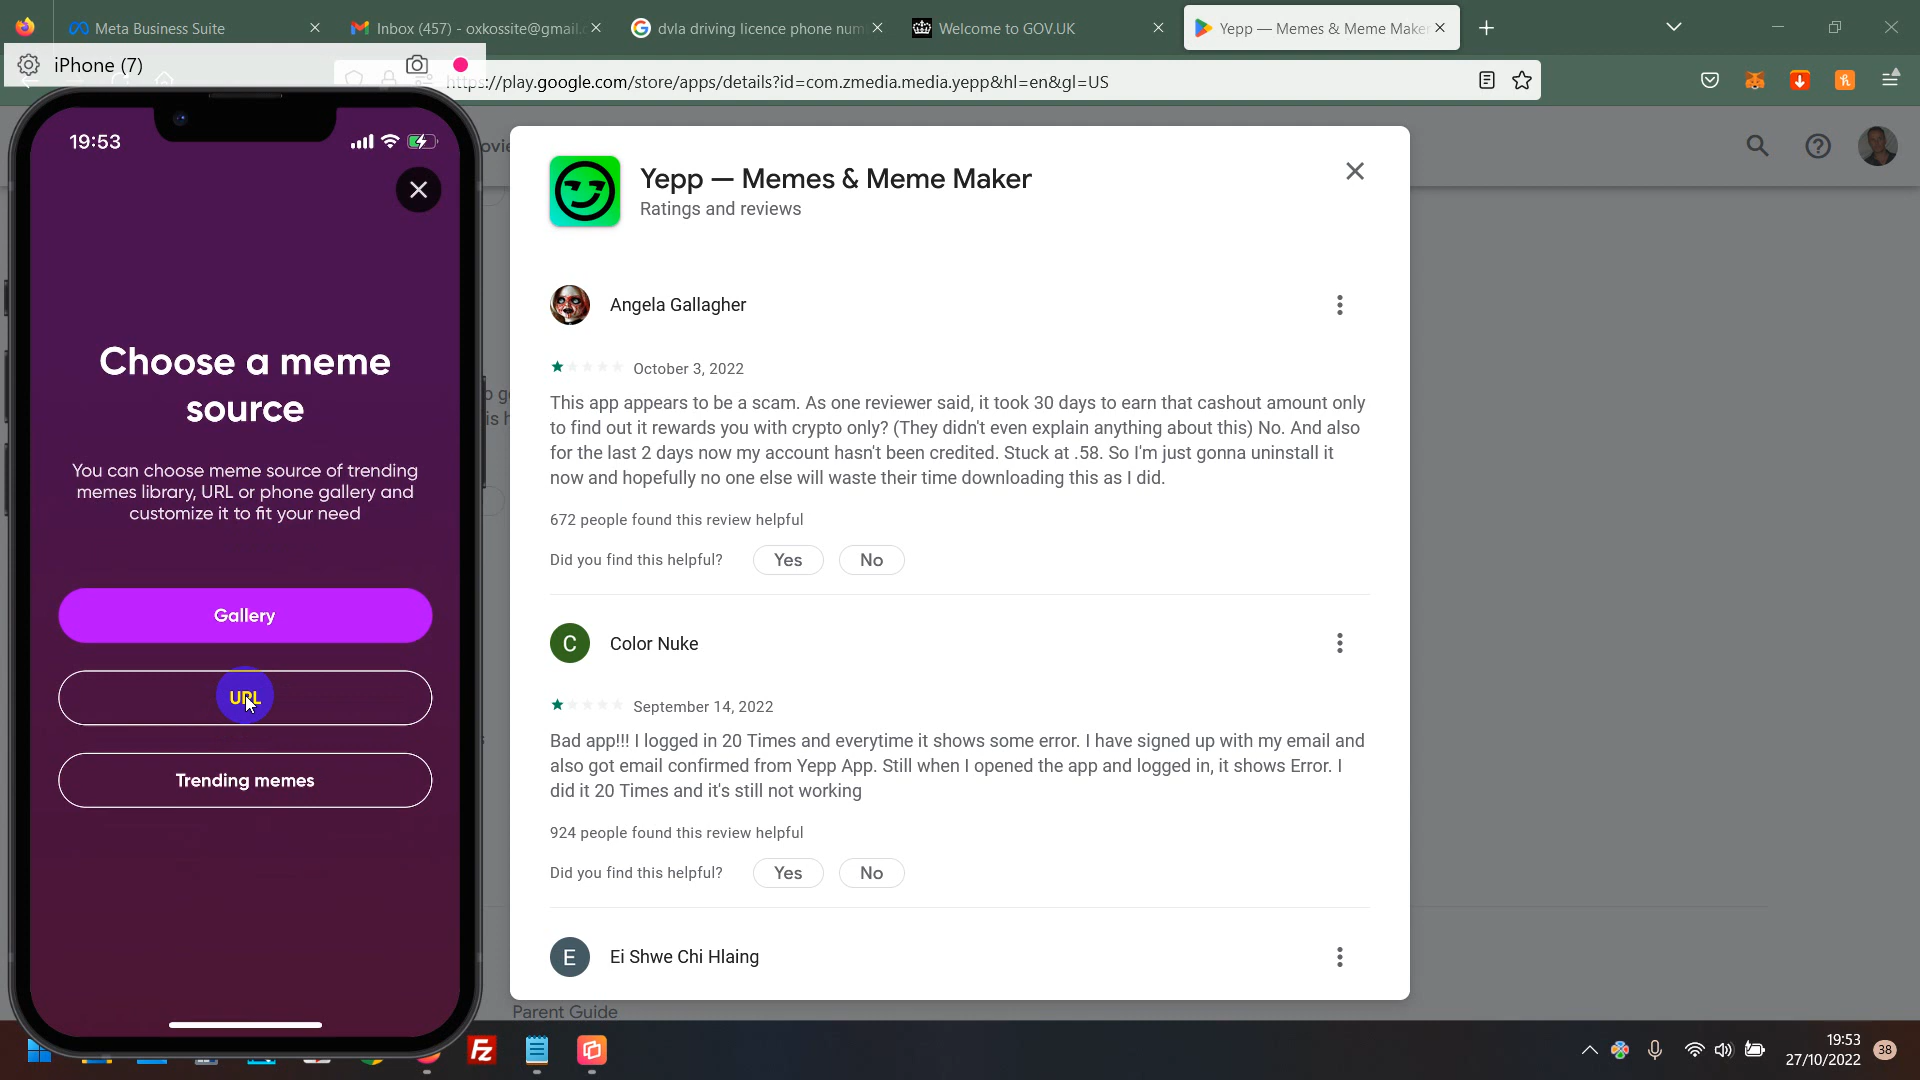 Meta Business Suite
Inbox (457) - oxkossite@gmail.c
dvla driving licence phone num
Welcome to GOV.UK
Yepp — Memes & Meme Maker
iPhone (7)
https://play.google.com/store/apps/details?id=com.zmedia.media.yepp&hl=en&gl=US
19:53
Choose a meme
source
You can choose meme source of trending
memes library, URL or phone gallery and
customize it to fit your need
Gallery
URL
Trending memes
Yepp — Memes & Meme Maker
Ratings and reviews
Angela Gallagher
October 3, 2022
This app appears to be a scam. As one reviewer said, it took 30 days to earn that cashout amount only
to find out it rewards you with crypto only? (They didn't even explain anything about this) No. And also
for the last 2 days now my account hasn't been credited. Stuck at .58. So I'm just gonna uninstall it
now and hopefully no one else will waste their time downloading this as I did.
672 people found this review helpful
Did you find this helpful? Yes No
C
Color Nuke
September 14, 2022
Bad app!!! I logged in 20 Times and everytime it shows some error. I have signed up with my email and
also got email confirmed from Yepp App. Still when I opened the app and logged in, it shows Error. I
did it 20 Times and it's still not working
924 people found this review helpful
Did you find this helpful? Yes No
E
Ei Shwe Chi Hlaing
Parent Guide
Fz
19:53
27/10/2022
38